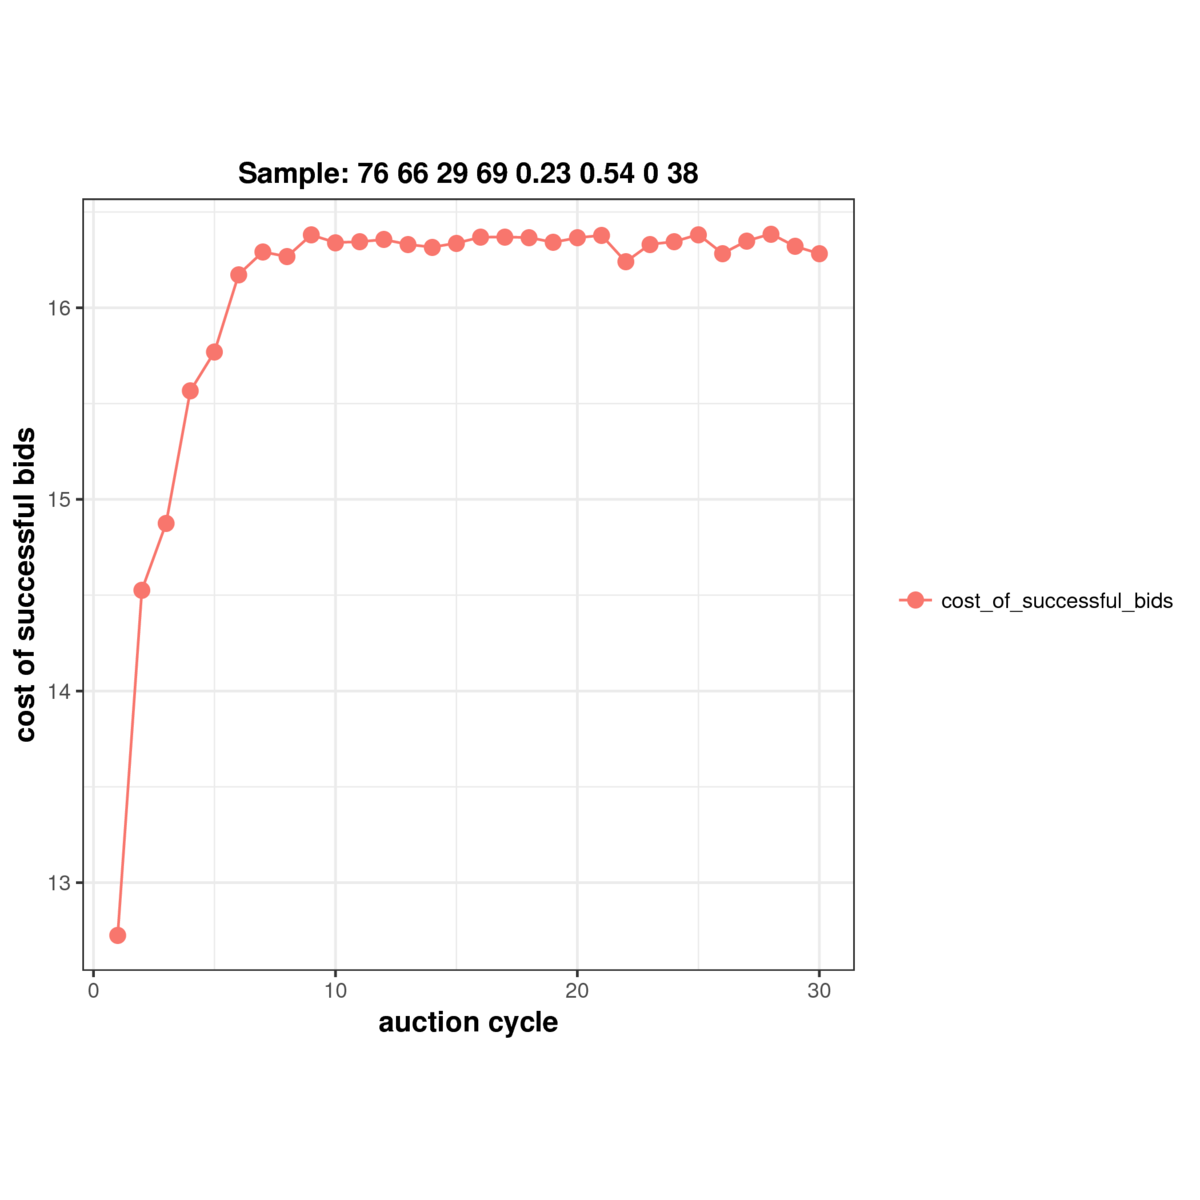 Sample: 76 66 29 69 0.23 0.54 0 38
cost of successful bids
16
15
14
13
0 10 20 30
auction cycle
cost_of_successful_bids